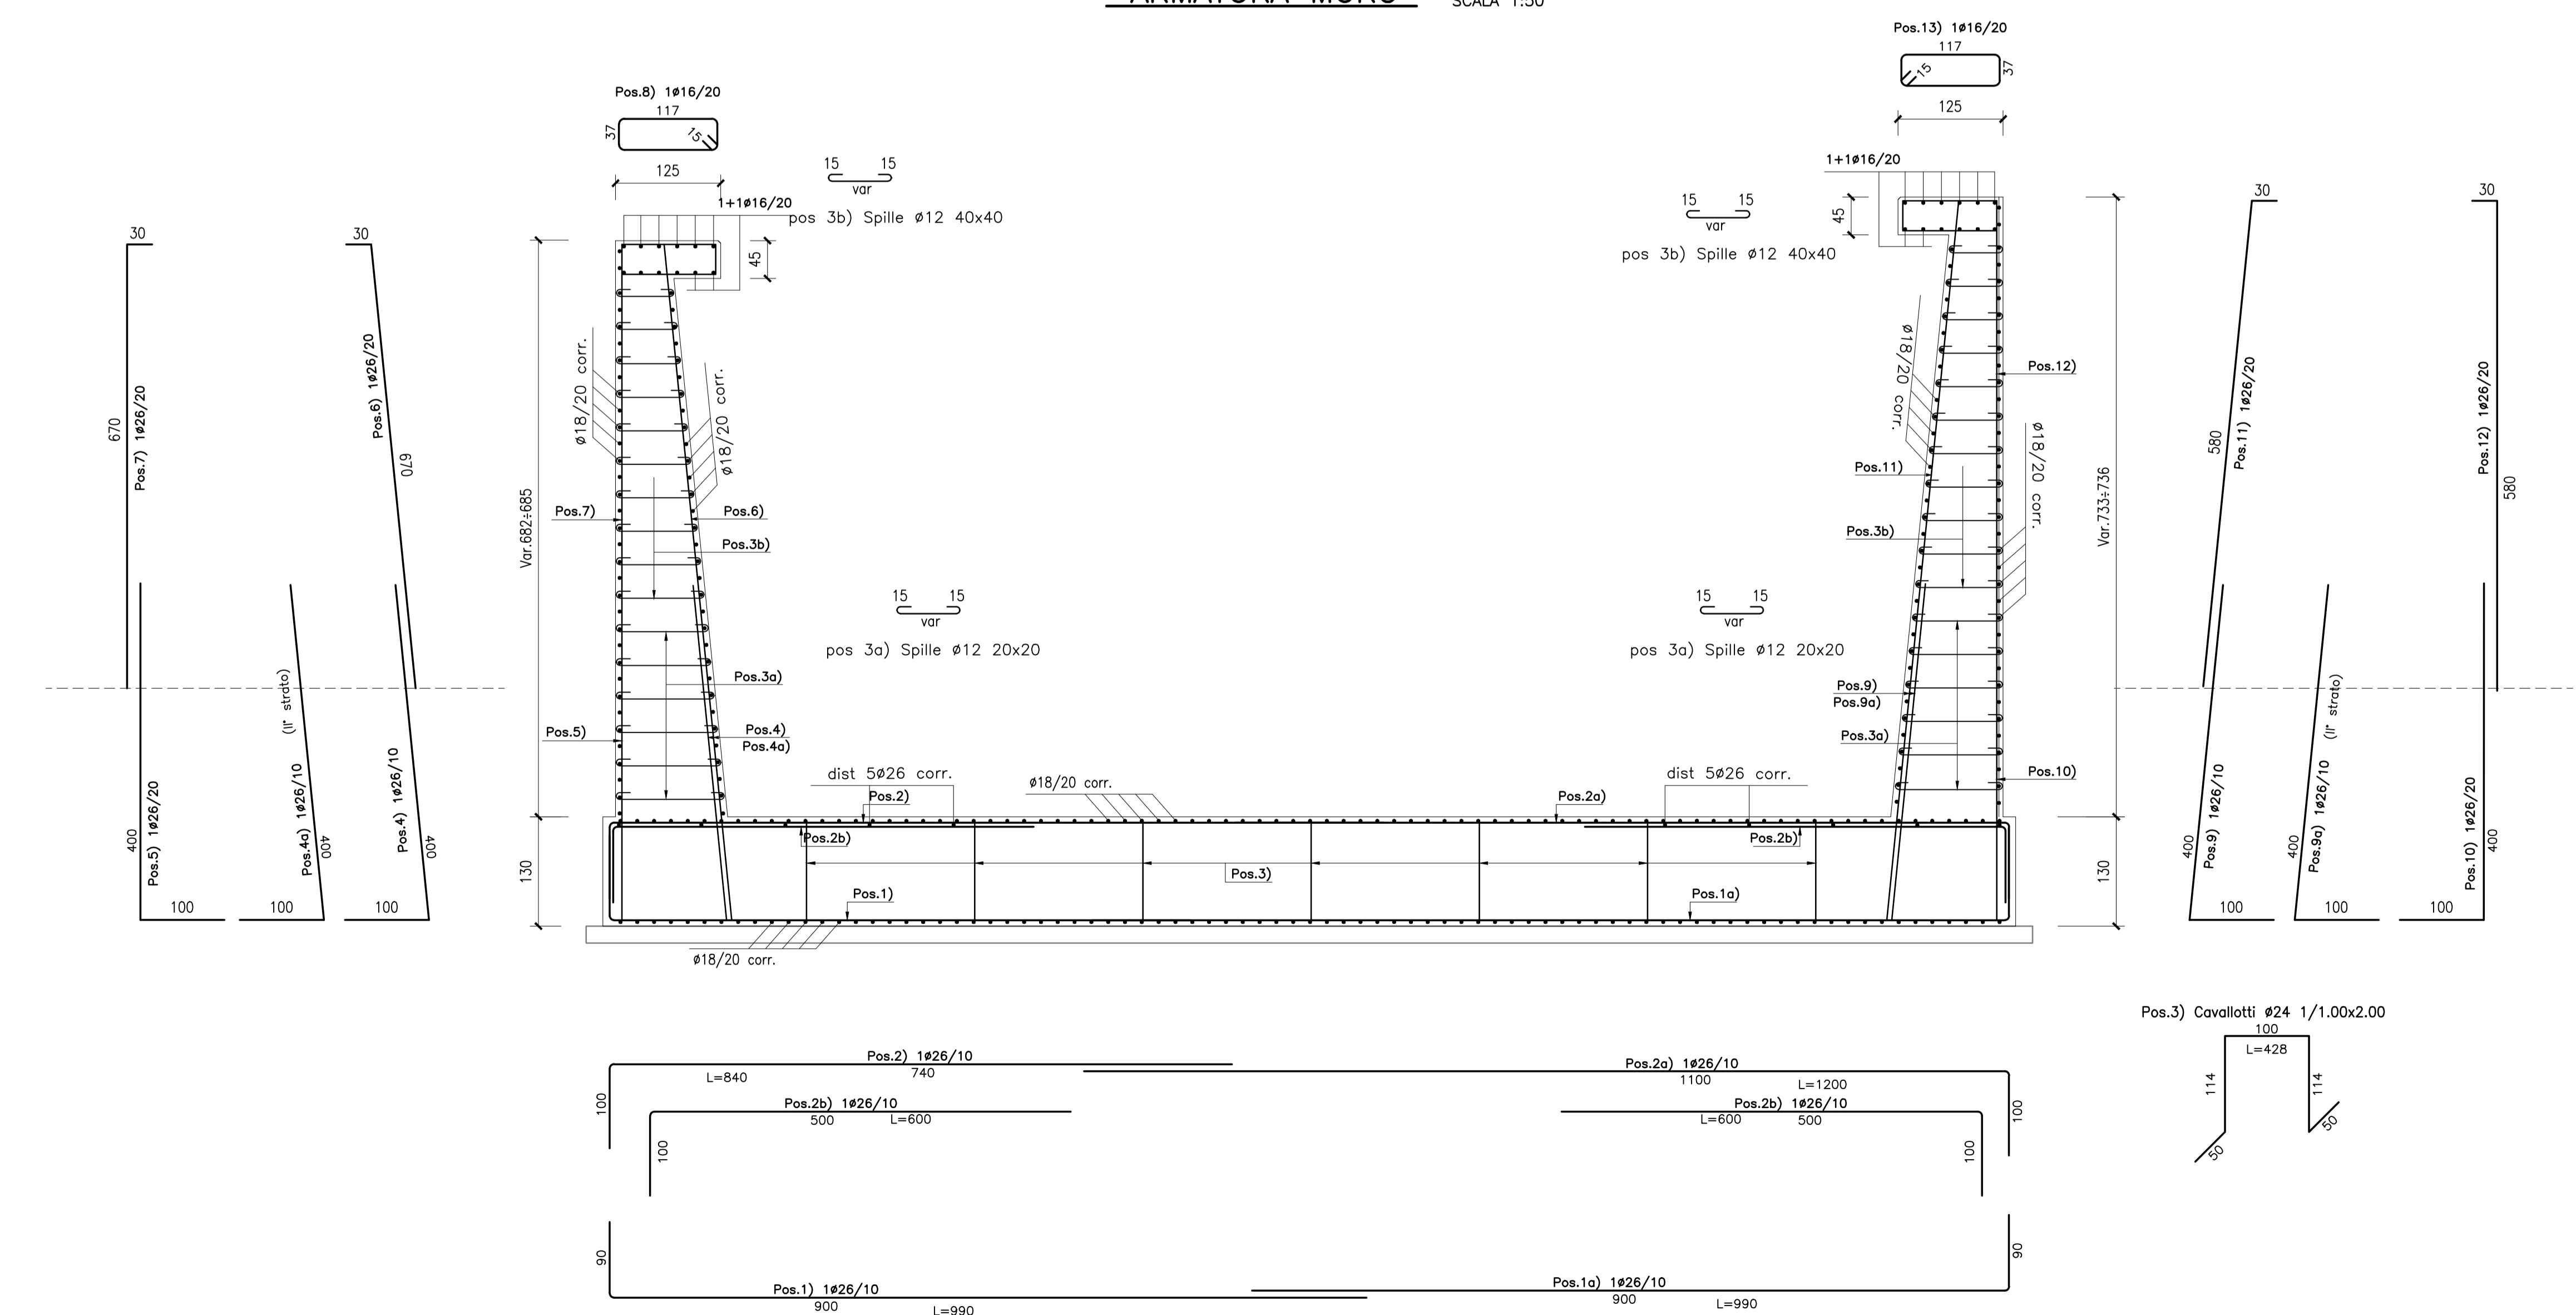 ARMATURA MURO
SCALA 1:50
Pos.13) 1ø16/20
117
15
37
125
Pos.8) 1ø16/20
117
37
15
125
1+1ø16/20
45
15 15
var
pos 3b) Spille ø12 40x40
15 15
var
pos 3b) Spille ø12 40x40
1+1ø16/20
45
30
670
Pos.7) 1ø26/20
30
Pos.6) 1ø26/20
670
400
Pos.5) 1ø26/20
100
(II° strato)
Pos.4a) 1ø26/10
400
100
Pos.4) 1ø26/10
400
100
Var.682÷685
130
ø18/20 corr.
ø18/20 corr.
Pos.7)
Pos.6)
Pos.3b)
Pos.3a)
Pos.5)
Pos.4)
Pos.4a)
15 15
var
pos 3a) Spille ø12 20x20
15 15
var
pos 3a) Spille ø12 20x20
ø18/20 corr.
ø18/20 corr.
Pos.12)
Pos.11)
Pos.3b)
Pos.9)
Pos.9a)
Pos.3a)
Pos.10)
Var.733÷736
130
30
580
Pos.11) 1ø26/20
30
Pos.12) 1ø26/20
580
400
Pos.9) 1ø26/10
100
400
Pos.9a) 1ø26/10
(II° strato)
100
Pos.10) 1ø26/20
400
100
dist 5ø26 corr.
Pos.2)
ø18/20 corr.
Pos.2a)
dist 5ø26 corr.
Pos.2b)
Pos.2b)
Pos.3)
Pos.1)
Pos.1a)
ø18/20 corr.
Pos.3) Cavallotti ø24 1/1.00x2.00
100
L=428
114
114
50
50
Pos.2) 1ø26/10
L=840
740
100
Pos.2a) 1ø26/10
1100
L=1200
100
Pos.2b) 1ø26/10
500
L=600
100
Pos.2b) 1ø26/10
L=600
500
100
90
90
Pos.1) 1ø26/10
900
L=990
Pos.1a) 1ø26/10
900
L=990